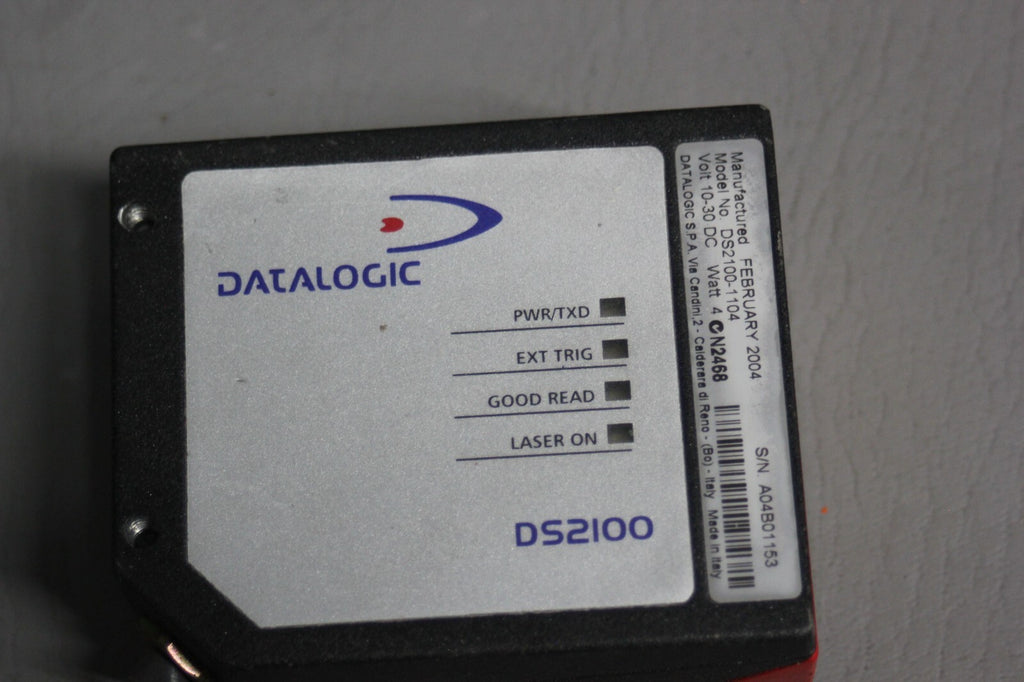 DATALOGIC
PWR/TXD
EXT TRIG
GOOD READ
LASER ON
DS2100
Manufactured FEBRUARY 2004
Model No. DS2100-1104
S/N A04B01153
Volt 10-30 DC Watt 4 N2468
DATALOGIC S.P.A. Via Candini,2 - Calderara di Reno - (Bo) - Italy Made in Italy